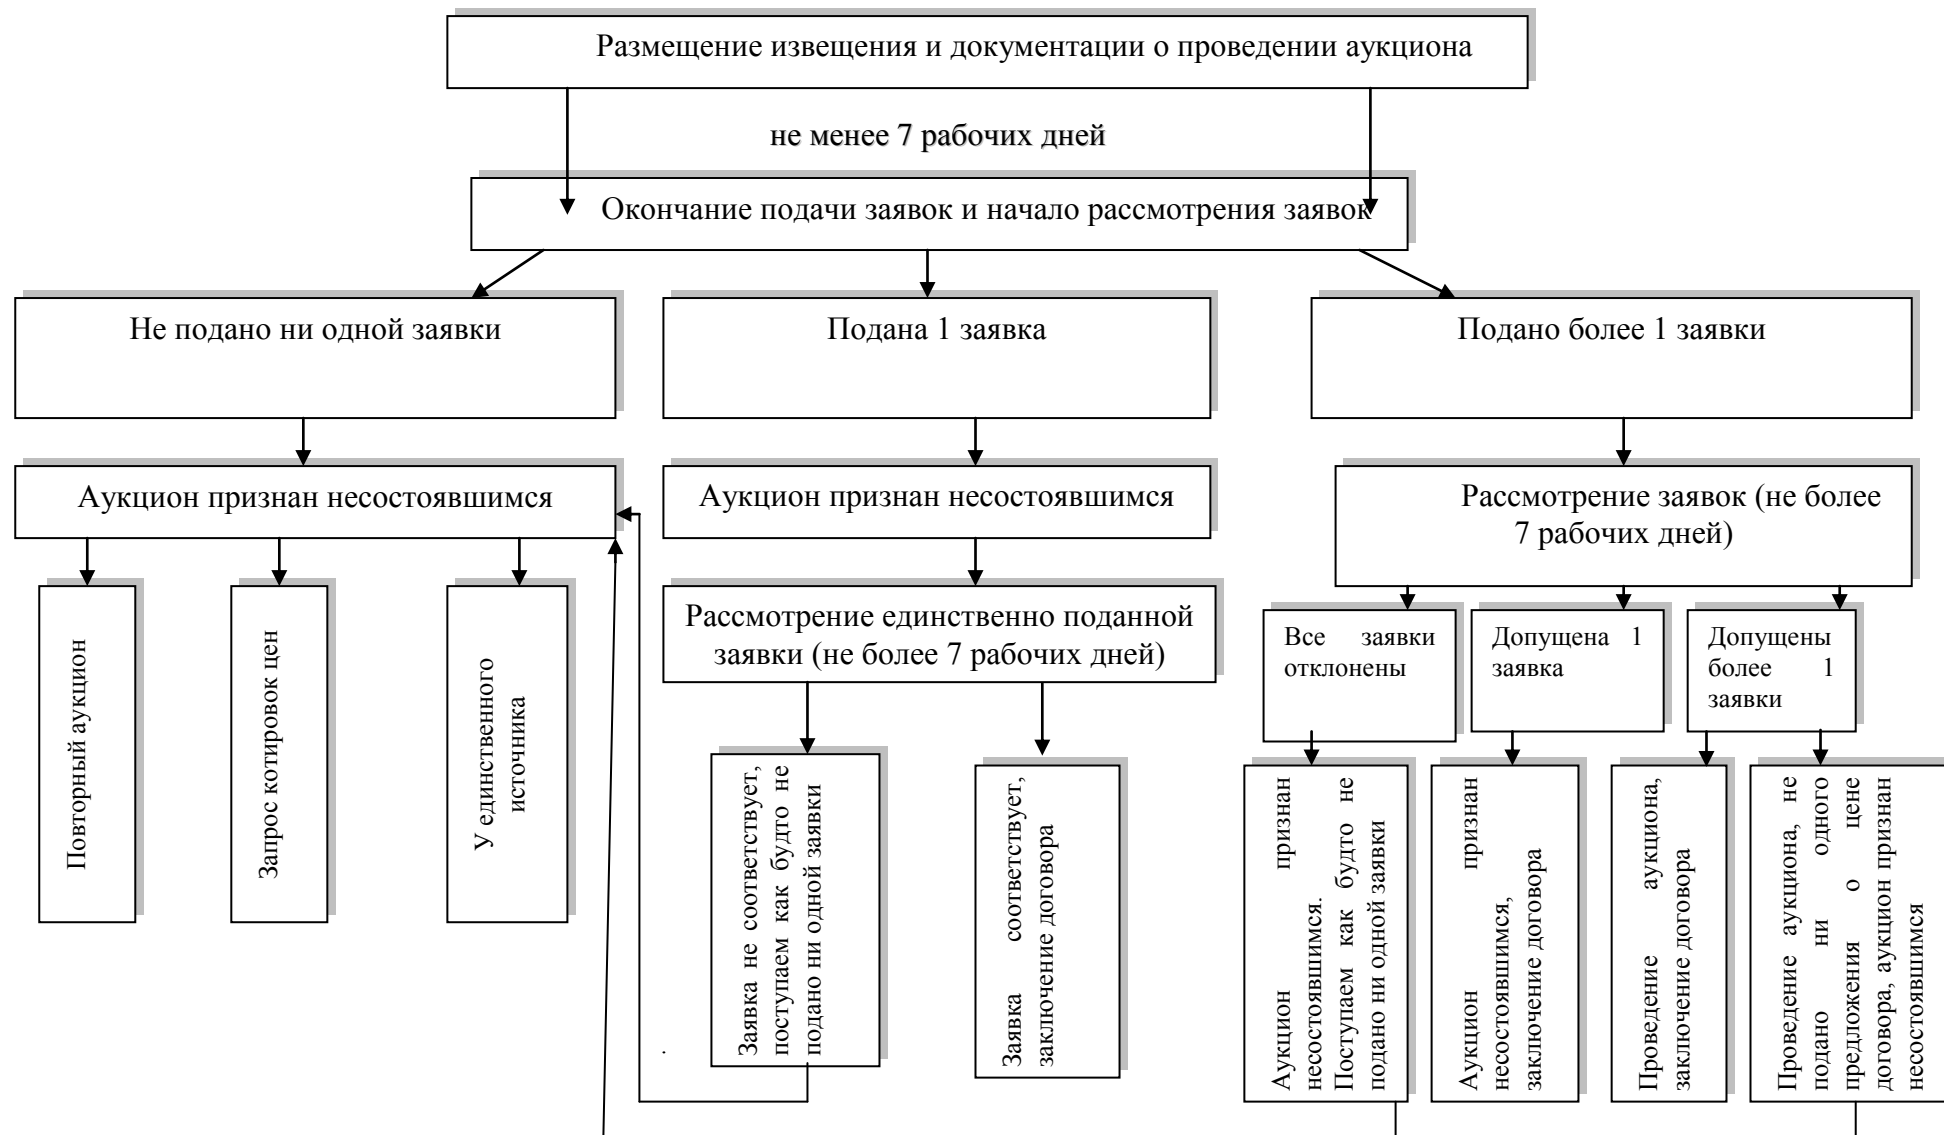 Размещение извещения и документации о проведении аукциона
не менее 7 рабочих дней
Окончание подачи заявок и начало рассмотрения заявок
Не подано ни одной заявки
Подана 1 заявка
Подано более 1 заявки
Аукцион признан несостоявшимся
Аукцион признан несостоявшимся
Рассмотрение заявок (не более
7 рабочих дней)
Повторный аукцион
Запрос котировок цен
У единственного
источника
Рассмотрение единственно поданной
заявки (не более 7 рабочих дней)
Все заявки
отклонены
Допущена 1
заявка
Допущены
более 1
заявки
Заявка не соответствует,
поступаем как будто не
подано ни одной заявки
Заявка соответствует,
заключение договора
Аукцион признан
несостоявшимся.
Поступаем как будто не
подано ни одной заявки
Аукцион признан
несостоявшимся,
заключение договора
Проведение аукциона,
заключение договора
Проведение аукциона, не
подано ни одного
предложения о цене
договора, аукцион признан
несостоявшимся